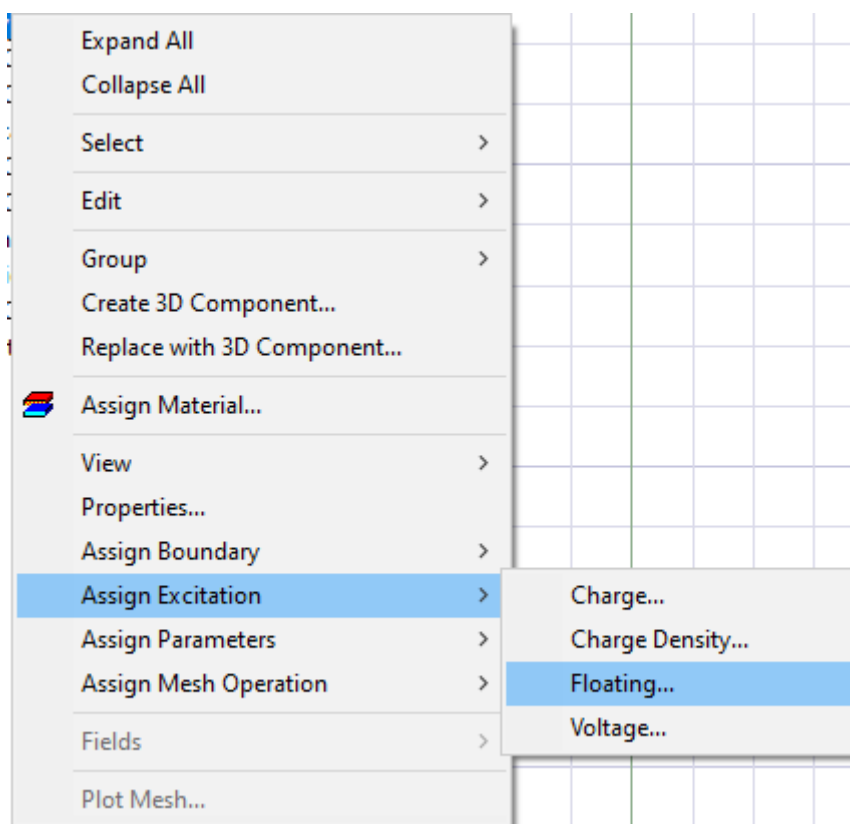 Expand All
Collapse All
Select
Edit
Group
Create 3D Component...
Replace with 3D Component...
Assign Material...
View
Properties...
Assign Boundary
Assign Excitation
Charge...
Assign Parameters
Charge Density...
Assign Mesh Operation
Floating...
Voltage...
Fields
Plot Mesh...